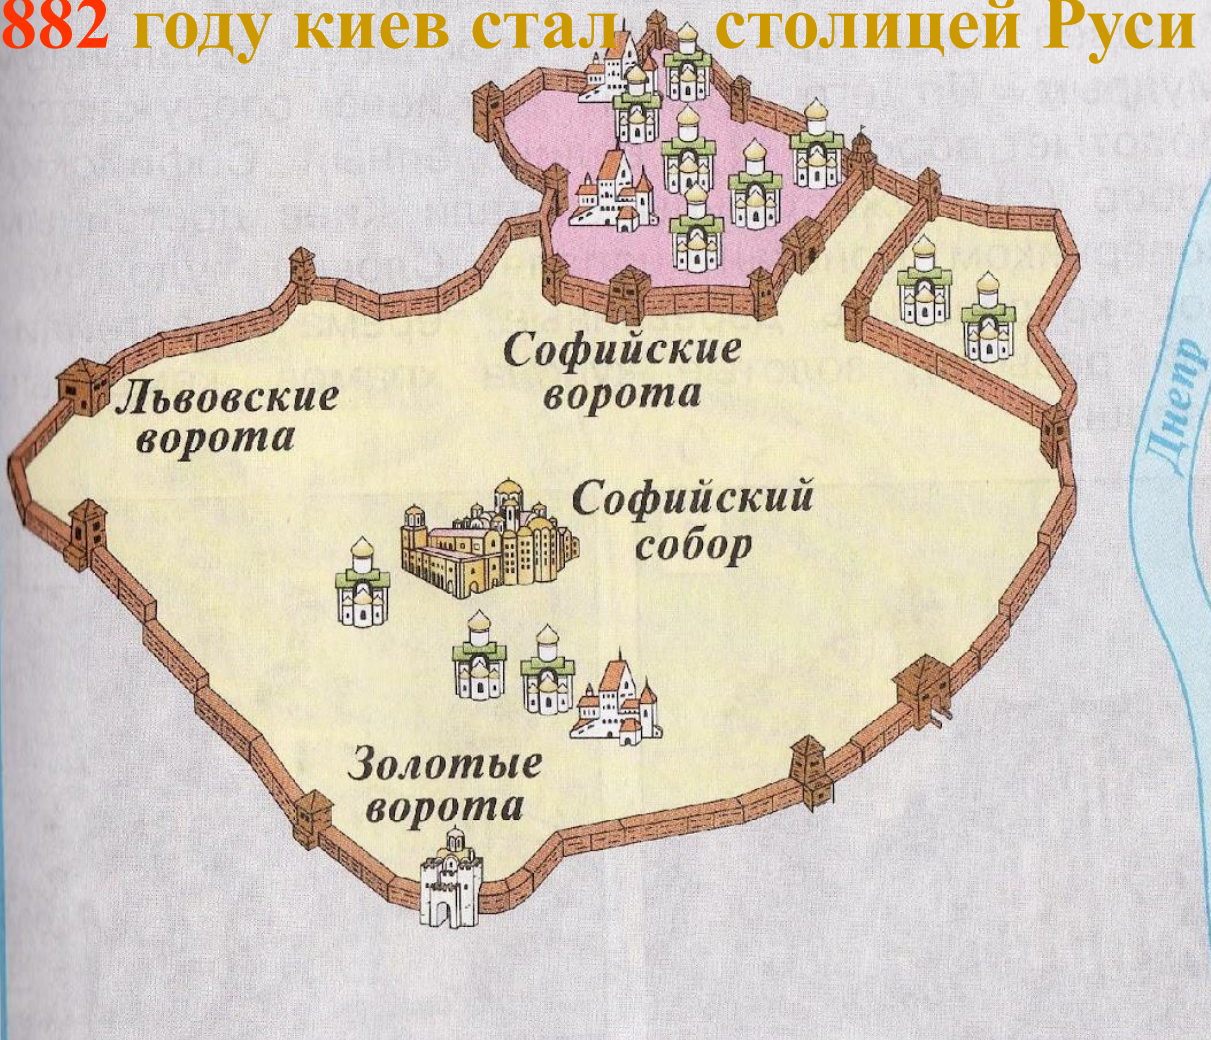 882 году киев стал столицей Руси
Софийские
ворота
Львовские
ворота
Днепр
Софийский
собор
Золотые
ворота